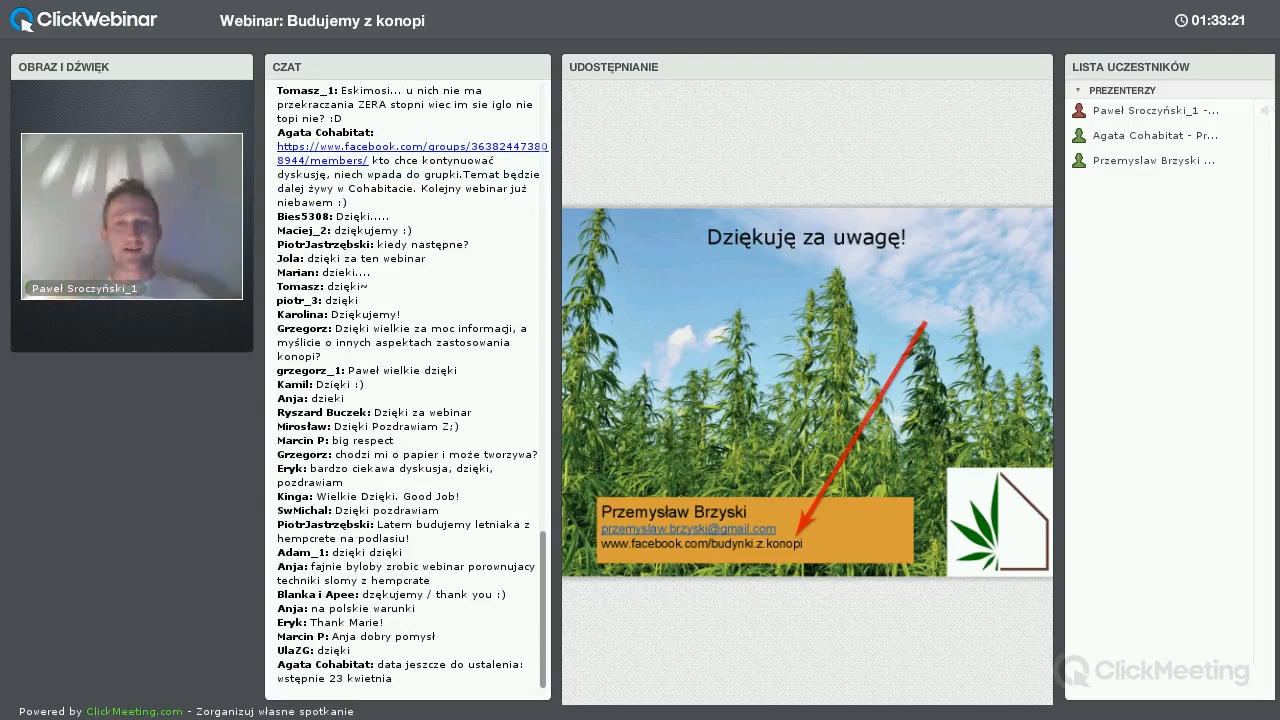 ClickWebinar
Webinar: Budujemy z konopi
01:33:21
OBRAZ I DŹWIĘK
Paweł Sroczyński_1
CZAT
Tomasz_1: Eskimosi... u nich nie ma
przekraczania ZERA stopni wiec im sie iglo nie
topi nie? :D
Agata Cohabitat:
https://www.facebook.com/groups/36382447380
8944/members/ kto chce kontynuować
dyskusję, niech wpada do grupki.Temat będzie
dalej żywy w Cohabitacie. Kolejny webinar już
niebawem :)
Bies5308: Dzięki.....
Maciej_2: dziękujemy :)
PiotrJastrzębski: kiedy następne?
Jola: dzięki za ten webinar
Marian: dzieki....
Tomasz: dzięki~
piotr_3: dzięki
Karolina: Dziękujemy!
Grzegorz: Dzięki wielkie za moc informacji, a
myślicie o innych aspektach zastosowania
konopi?
grzegorz_1: Paweł wielkie dzięki
Kamil: Dzięki :)
Anja: dzieki
Ryszard Buczek: Dzięki za webinar
Mirosław: Dzięki Pozdrawiam Z;)
Marcin P: big respect
Grzegorz: chodzi mi o papier i może tworzywa?
Eryk: bardzo ciekawa dyskusja, dzięki,
pozdrawiam
Kinga: Wielkie Dzięki. Good Job!
SwMichal: Dzięki pozdrawiam
PiotrJastrzębski: Latem budujemy letniaka z
hempcrete na podlasiu!
Adam_1: dzięki dzięki
Anja: fajnie byloby zrobic webinar porownujacy
techniki slomy z hempcrate
Blanka i Apee: dzękujemy / thank you :)
Anja: na polskie warunki
Eryk: Thank Marie!
Marcin P: Anja dobry pomysł
UlaZG: dzięki
Agata Cohabitat: data jeszcze do ustalenia:
wstępnie 23 kwietnia
UDOSTĘPNIANIE
Dziękuję za uwagę!
Przemysław Brzyski
przemyslaw.brzyski@gmail.com
www.facebook.com/budynki.z.konopi
LISTA UCZESTNIKÓW
PREZENTERZY
Paweł Sroczyński_1 -...
Agata Cohabitat - Pr...
Przemyslaw Brzyski ...
ClickMeeting
Powered by ClickMeeting.com - Zorganizuj własne spotkanie